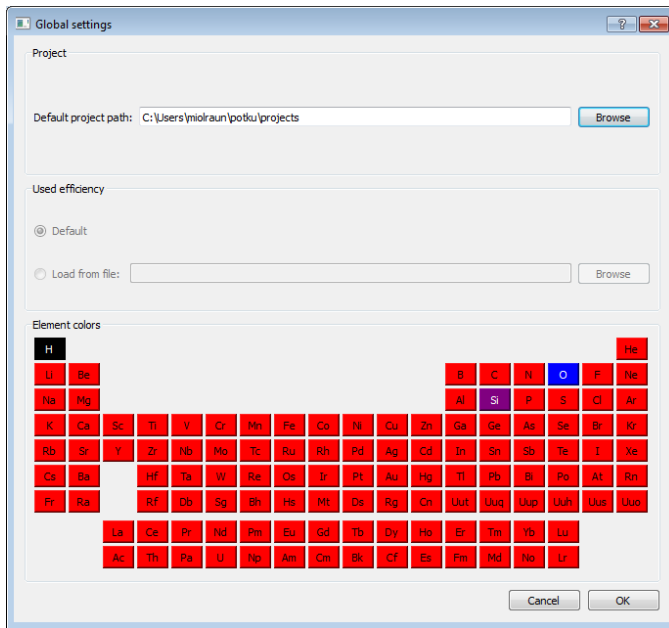 Global settings
Project
Default project path: C:\Users\miolraun\potku\projects Browse
Used efficiency
Default
Load from file: Browse
Element colors
H He
Li Be B C N O F Ne
Na Mg Al Si P S Cl Ar
K Ca Sc Ti V Cr Mn Fe Co Ni Cu Zn Ga Ge As Se Br Kr
Rb Sr Y Zr Nb Mo Tc Ru Rh Pd Ag Cd In Sn Sb Te I Xe
Cs Ba Hf Ta W Re Os Ir Pt Au Hg Tl Pb Bi Po At Rn
Fr Ra Rf Db Sg Bh Hs Mt Ds Rg Cn Uut Uuq Uup Uuh Uus Uuo
La Ce Pr Nd Pm Eu Gd Tb Dy Ho Er Tm Yb Lu
Ac Th Pa U Np Am Cm Bk Cf Es Fm Md No Lr
Cancel OK